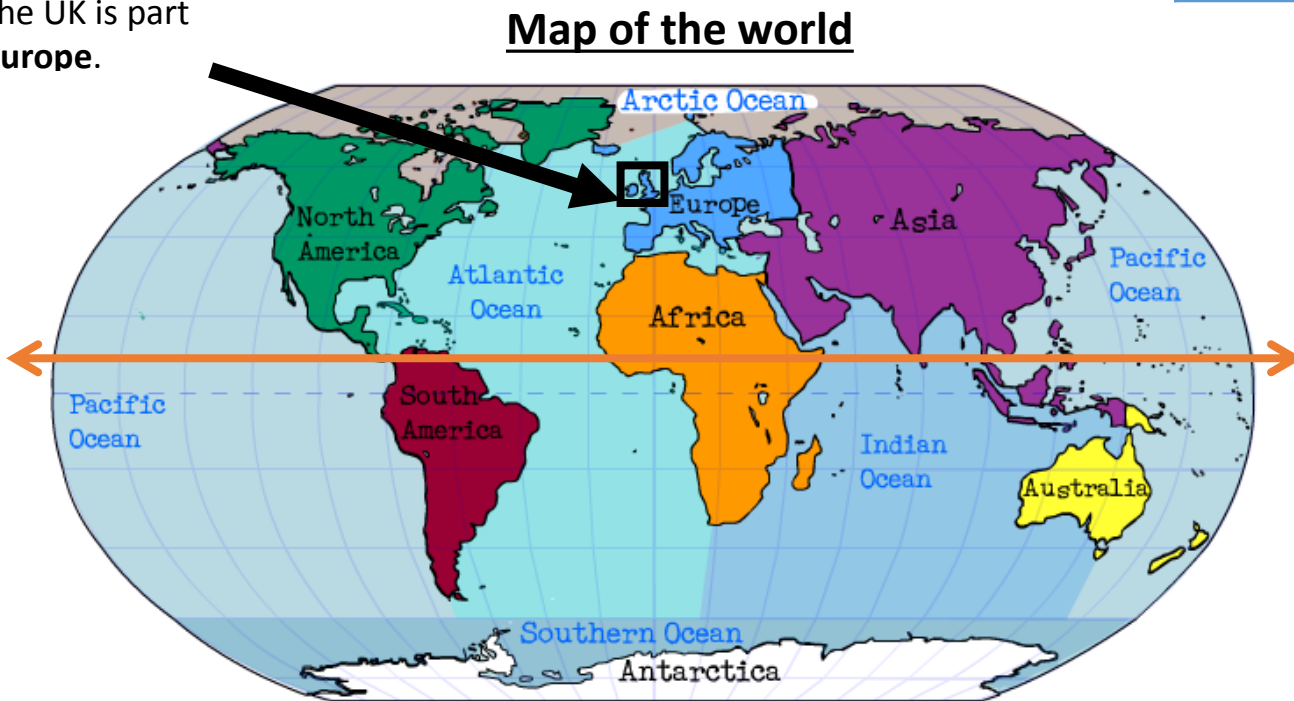 he UK is part
urope.
Map of the world
Arctic Ocean
North
America
Europe
Asia
Atlantic
Ocean
Pacific
Ocean
Africa
Pacific
Ocean
South
America
Indian
Ocean
Australia
Southern Ocean
Antarctica